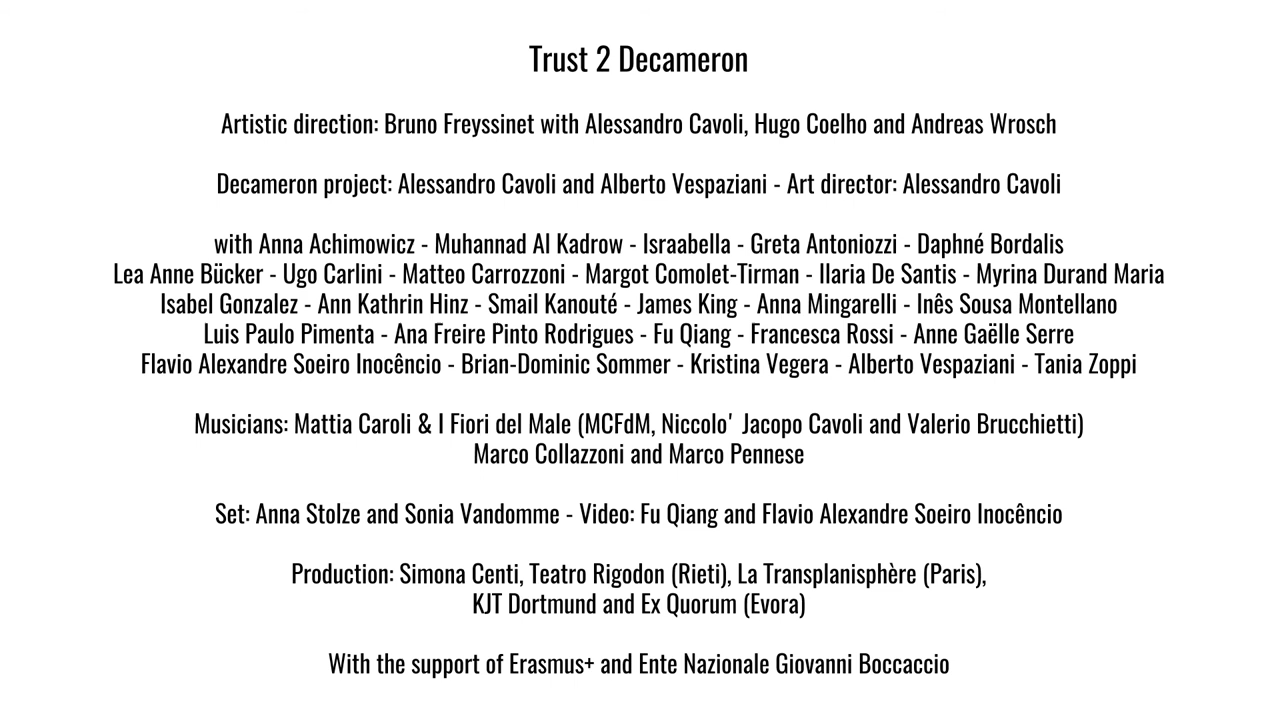 Trust 2 Decameron
Artistic direction: Bruno Freyssinet with Alessandro Cavoli, Hugo Coelho and Andreas Wrosch
Decameron project: Alessandro Cavoli and Alberto Vespaziani - Art director: Alessandro Cavoli
with Anna Achimowicz - Muhannad Al Kadrow - Israabella - Greta Antoniozzi - Daphné Bordalis
Lea Anne Bücker - Ugo Carlini - Matteo Carrozzoni - Margot Comolet-Tirman - Ilaria De Santis - Myrina Durand Maria
Isabel Gonzalez - Ann Kathrin Hinz - Smail Kanouté - James King - Anna Mingarelli - Inês Sousa Montellano
Luis Paulo Pimenta - Ana Freire Pinto Rodrigues - Fu Qiang - Francesca Rossi - Anne Gaëlle Serre
Flavio Alexandre Soeiro Inocêncio - Brian-Dominic Sommer - Kristina Vegera - Alberto Vespaziani - Tania Zoppi
Musicians: Mattia Caroli & I Fiori del Male (MCFdM, Niccolo' Jacopo Cavoli and Valerio Brucchietti)
Marco Collazzoni and Marco Pennese
Set: Anna Stolze and Sonia Vandomme - Video: Fu Qiang and Flavio Alexandre Soeiro Inocêncio
Production: Simona Centi, Teatro Rigodon (Rieti), La Transplanisphère (Paris),
KJT Dortmund and Ex Quorum (Evora)
With the support of Erasmus+ and Ente Nazionale Giovanni Boccaccio